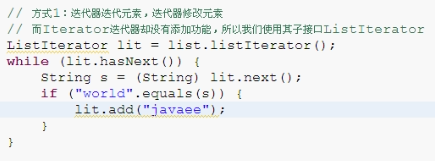 // 方式1：迭代器迭代元素，迭代器修改元素
// 而Iterator迭代器却没有添加功能，所以我们使用其子接口ListIterator
ListIterator lit = list.listIterator();
while (lit.hasNext()) {
    String s = (String) lit.next();
    if ("world".equals(s)) {
        lit.add("javaee");
    }
}